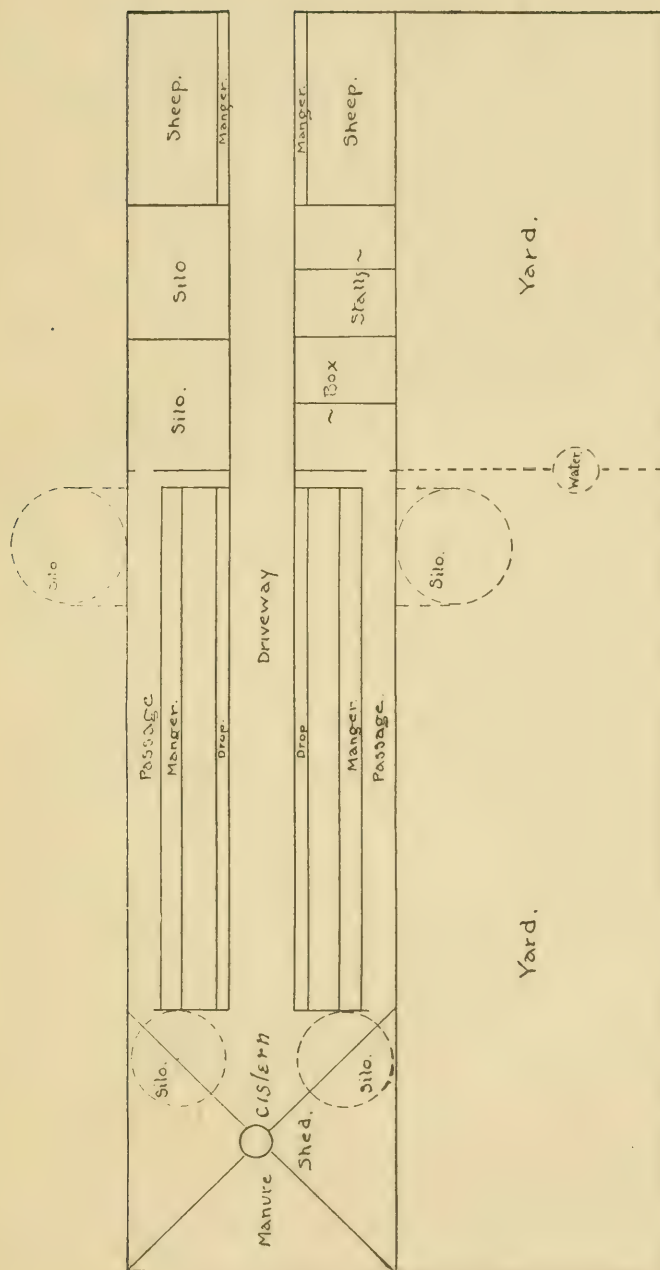 Sheep.
Manger.
Manger.
Sheep.
Silo
Stalls ~
Yard.
Silo.
~ Box
Water
Silo
Silo.
Driveway
Passage
Manger.
Drop.
Drop
Manger
Passage.
Yard.
Silo.
Cistern
Silo.
Manure
Shed.